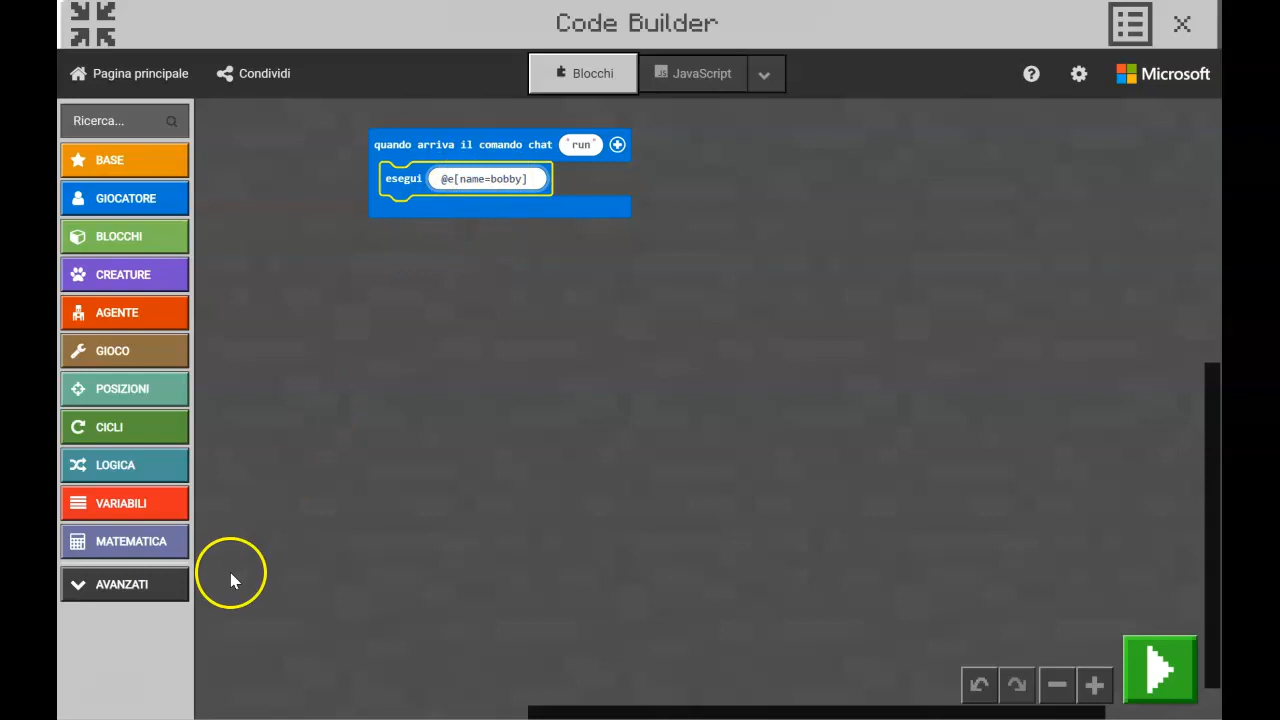 Code Builder
Pagina principale
Condividi
Blocchi
JS JavaScript
Microsoft
Ricerca...
BASE
GIOCATORE
BLOCCHI
CREATURE
AGENTE
GIOCO
POSIZIONI
CICLI
LOGICA
VARIABILI
MATEMATICA
AVANZATI
quando arriva il comando chat "run"
esegui @e[name=bobby]